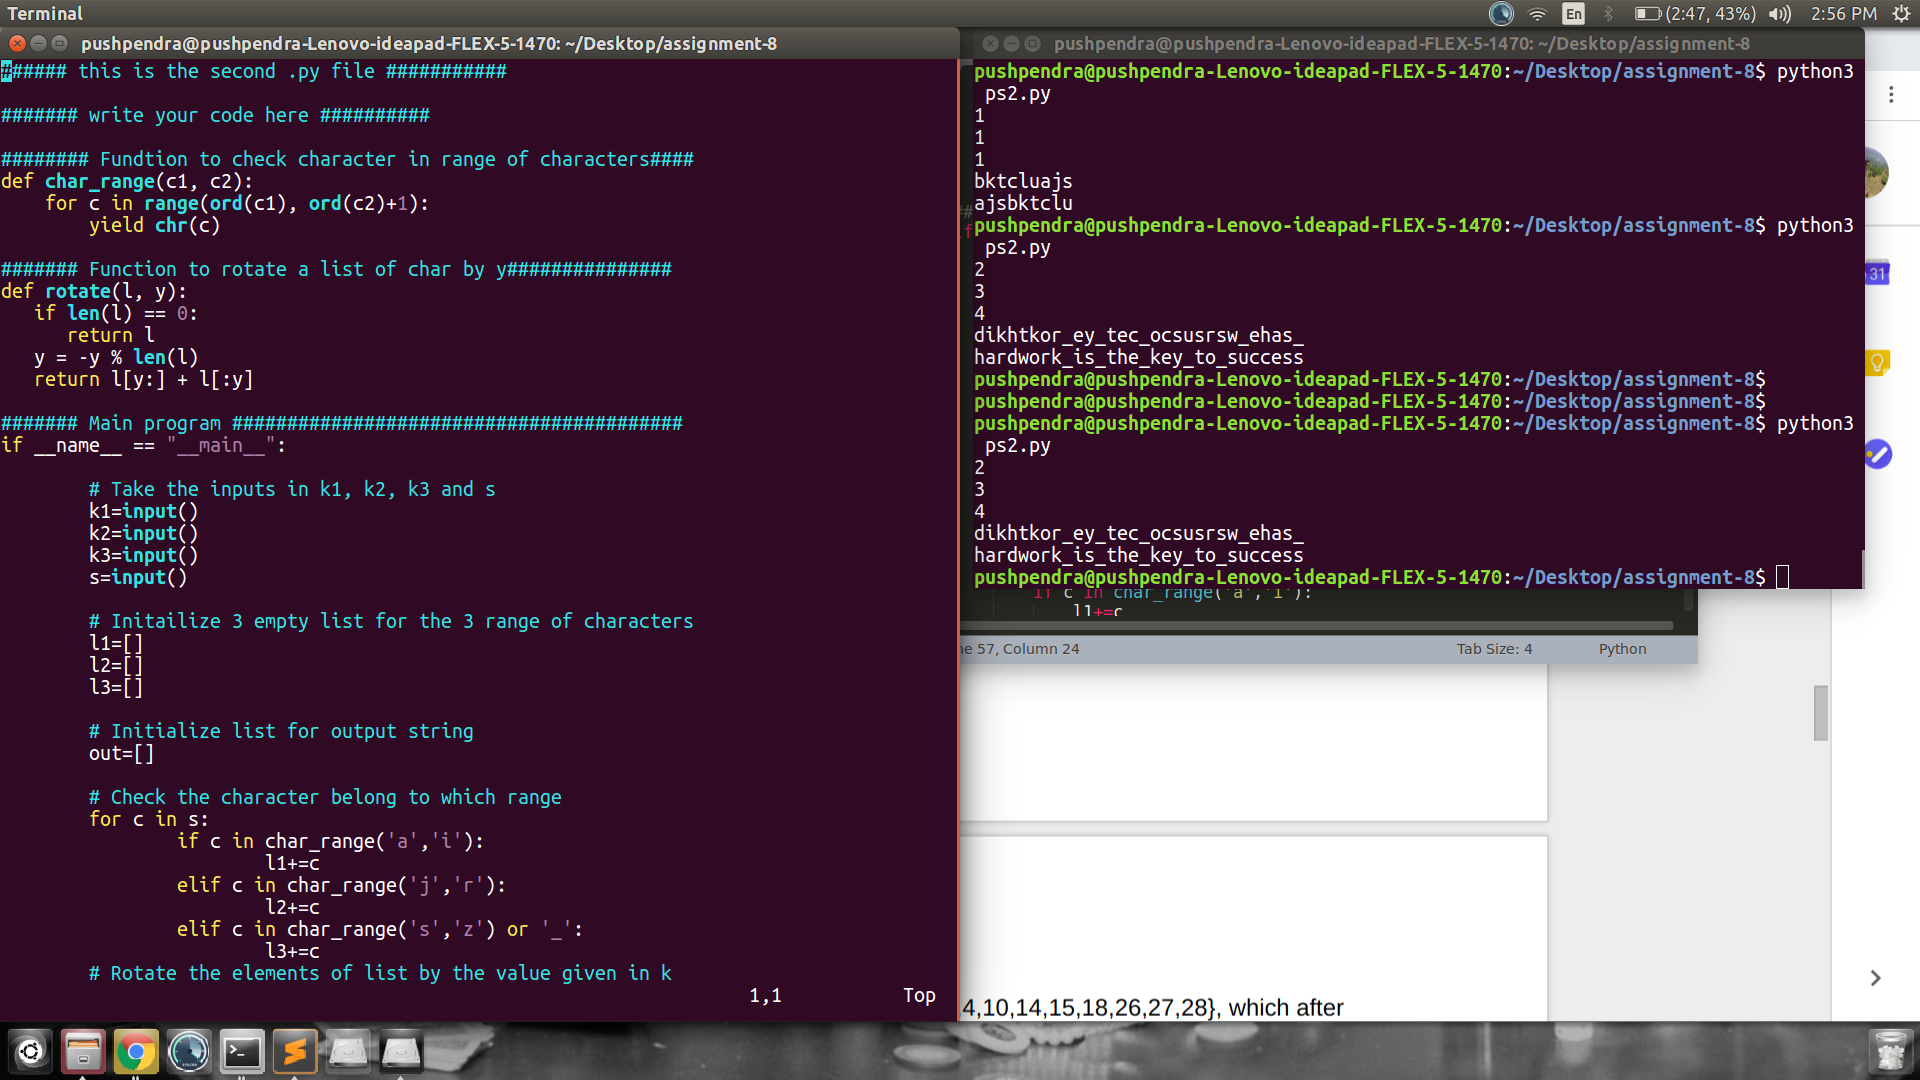 Terminal
En
(2:47, 43%)
2:56 PM
pushpendra@pushpendra-Lenovo-ideapad-FLEX-5-1470: ~/Desktop/assignment-8
###### this is the second .py file ###########
####### write your code here ##########
######## Fundtion to check character in range of characters####
def char_range(c1, c2):
    for c in range(ord(c1), ord(c2)+1):
        yield chr(c)
####### Function to rotate a list of char by y###############
def rotate(l, y):
   if len(l) == 0:
      return l
   y = -y % len(l)
   return l[y:] + l[:y]
####### Main program #########################################
if __name__ == "__main__":
        # Take the inputs in k1, k2, k3 and s
        k1=input()
        k2=input()
        k3=input()
        s=input()
        # Initailize 3 empty list for the 3 range of characters
        l1=[]
        l2=[]
        l3=[]
        # Initialize list for output string
        out=[]
        # Check the character belong to which range
        for c in s:
                if c in char_range('a','i'):
                        l1+=c
                elif c in char_range('j','r'):
                        l2+=c
                elif c in char_range('s','z') or '_':
                        l3+=c
        # Rotate the elements of list by the value given in k
1,1 Top
pushpendra@pushpendra-Lenovo-ideapad-FLEX-5-1470: ~/Desktop/assignment-8
pushpendra@pushpendra-Lenovo-ideapad-FLEX-5-1470:~/Desktop/assignment-8$ python3
 ps2.py
1
1
1
bktcluajs
ajsbktclu
pushpendra@pushpendra-Lenovo-ideapad-FLEX-5-1470:~/Desktop/assignment-8$ python3
 ps2.py
2
3
4
dikhtkor_ey_tec_ocsusrsw_ehas_
hardwork_is_the_key_to_success
pushpendra@pushpendra-Lenovo-ideapad-FLEX-5-1470:~/Desktop/assignment-8$
pushpendra@pushpendra-Lenovo-ideapad-FLEX-5-1470:~/Desktop/assignment-8$
pushpendra@pushpendra-Lenovo-ideapad-FLEX-5-1470:~/Desktop/assignment-8$ python3
 ps2.py
2
3
4
dikhtkor_ey_tec_ocsusrsw_ehas_
hardwork_is_the_key_to_success
pushpendra@pushpendra-Lenovo-ideapad-FLEX-5-1470:~/Desktop/assignment-8$
if c in char_range('a','i'):
l1+=c
57, Column 24
Tab Size: 4
Python
31
4,10,14,15,18,26,27,28}, which after